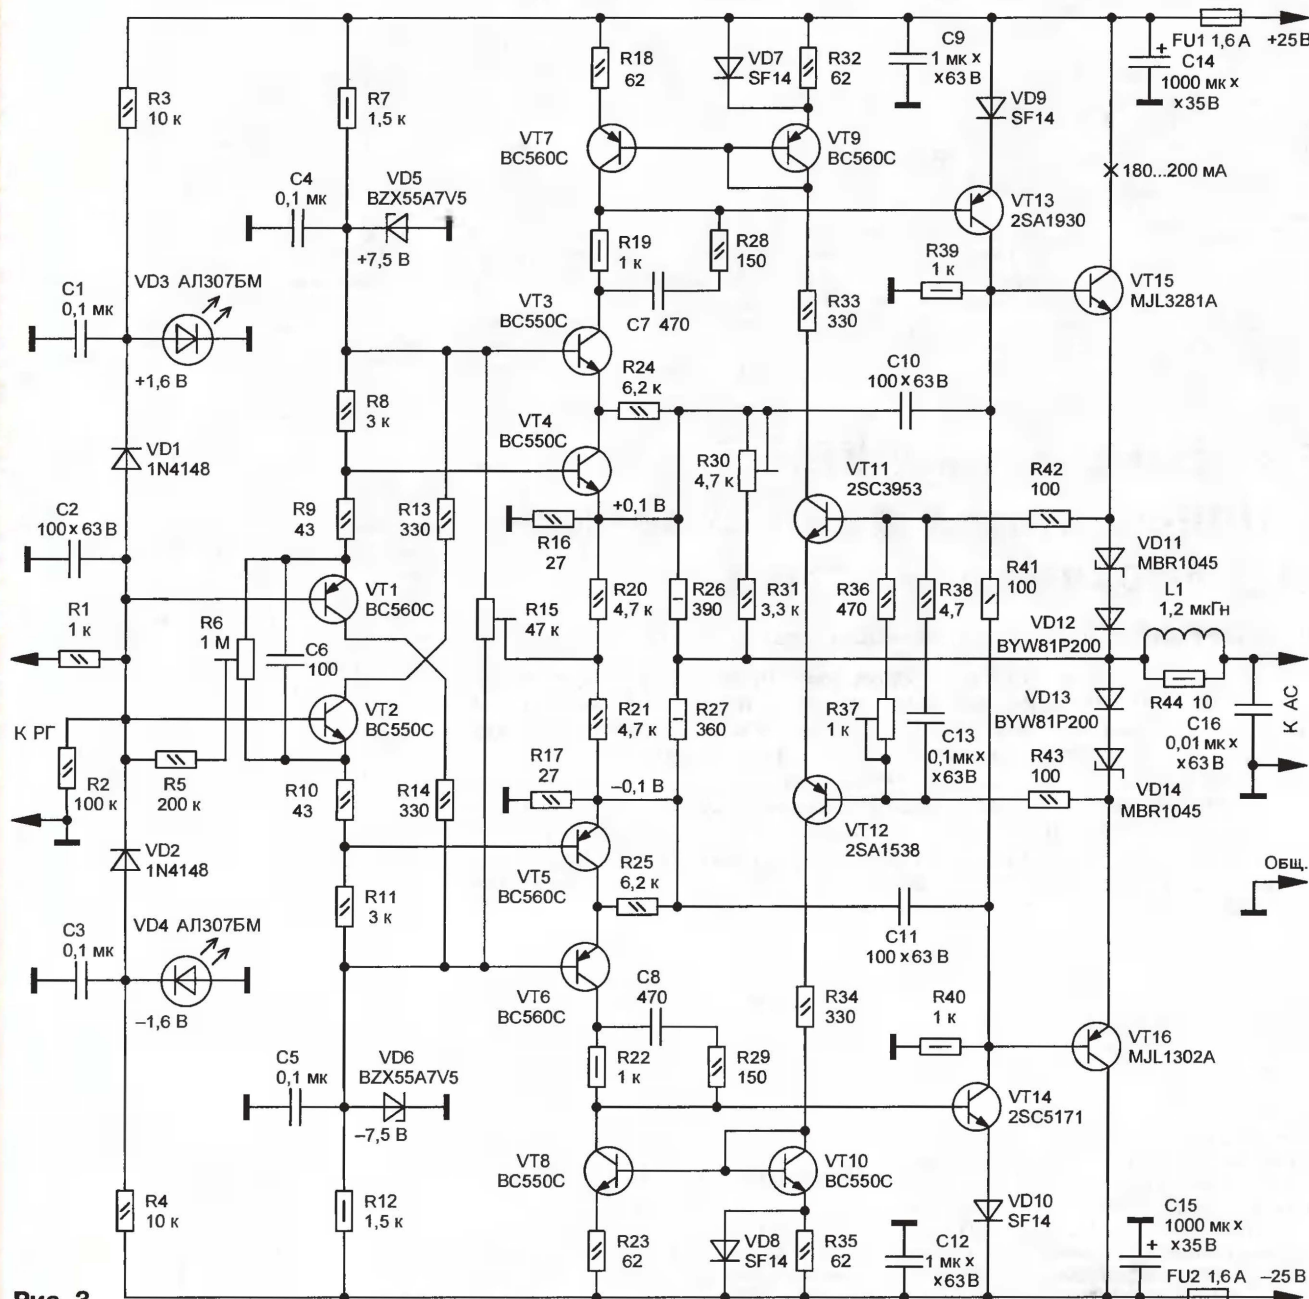 FU1 1,6 А
+25 В
C9
1 мк х
х63 В
C14
1000 мк х
х35 В
R18
62
VD7
SF14
R32
62
R3
10 к
R7
1,5 к
VD9
SF14
VT7
BC560C
VT9
BC560C
180...200 мА
C4
0,1 мк
VD5
BZX55A7V5
+7,5 В
VT13
2SA1930
R19
1 к
R28
150
R39
1 к
VT15
MJL3281A
C1
0,1 мк
VD3 АЛ307БМ
+1,6 В
VT3
BC550C
C7 470
R33
330
R24
6,2 к
C10
100 х 63 В
R8
3 к
VT4
BC550C
VD1
1N4148
R30
4,7 к
VT11
2SC3953
R42
100
C2
100 х 63 В
R9
43
R13
330
+0,1 В
R16
27
VD11
MBR1045
VT1
BC560C
R1
1 к
R6
1 М
C6
100
R15
47 к
R20
4,7 к
R26
390
R31
3,3 к
R36
470
R38
4,7
R41
100
L1
1,2 мкГн
VD12
BYW81P200
К РГ
VT2
BC550C
R21
4,7 к
R27
360
R37
1 к
VD13
BYW81P200
R44 10
C16
0,01 мк х
х63 В
К АС
R2
100 к
R5
200 к
R10
43
R14
330
R17
27
–0,1 В
C13
0,1мк х
х63В
R43
100
VD14
MBR1045
VT12
2SA1538
VD2
1N4148
VT5
BC560C
R25
6,2 к
Общ.
R11
3 к
C3
0,1 мк
VD4 АЛ307БМ
–1,6 В
C11
100 х 63 В
VT6
BC560C
C8
470
R34
330
R40
1 к
VT16
MJL1302A
C5
0,1 мк
VD6
BZX55A7V5
–7,5 В
R22
1 к
R29
150
VT14
2SC5171
VT8
BC550C
VT10
BC550C
R4
10 к
R12
1,5 к
VD10
SF14
C15
1000 мк х
х35 В
R23
62
VD8
SF14
R35
62
C12
1 мк х
х63В
FU2 1,6 А
–25 В
Рис. 3